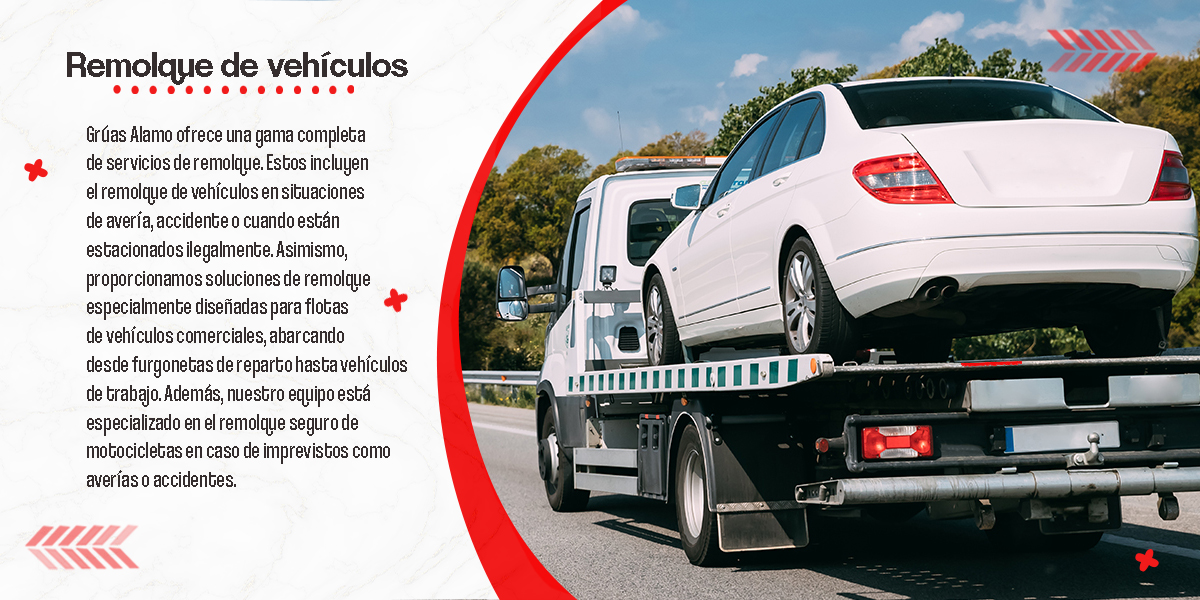 Remolque de vehículos
Grúas Alamo ofrece una gama completa
de servicios de remolque. Estos incluyen
el remolque de vehículos en situaciones
de avería, accidente o cuando están
estacionados ilegalmente. Asimismo,
proporcionamos soluciones de remolque
especialmente diseñadas para flotas
de vehículos comerciales, abarcando
desde furgonetas de reparto hasta vehículos
de trabajo. Además, nuestro equipo está
especializado en el remolque seguro de
motocicletas en caso de imprevistos como
averías o accidentes.